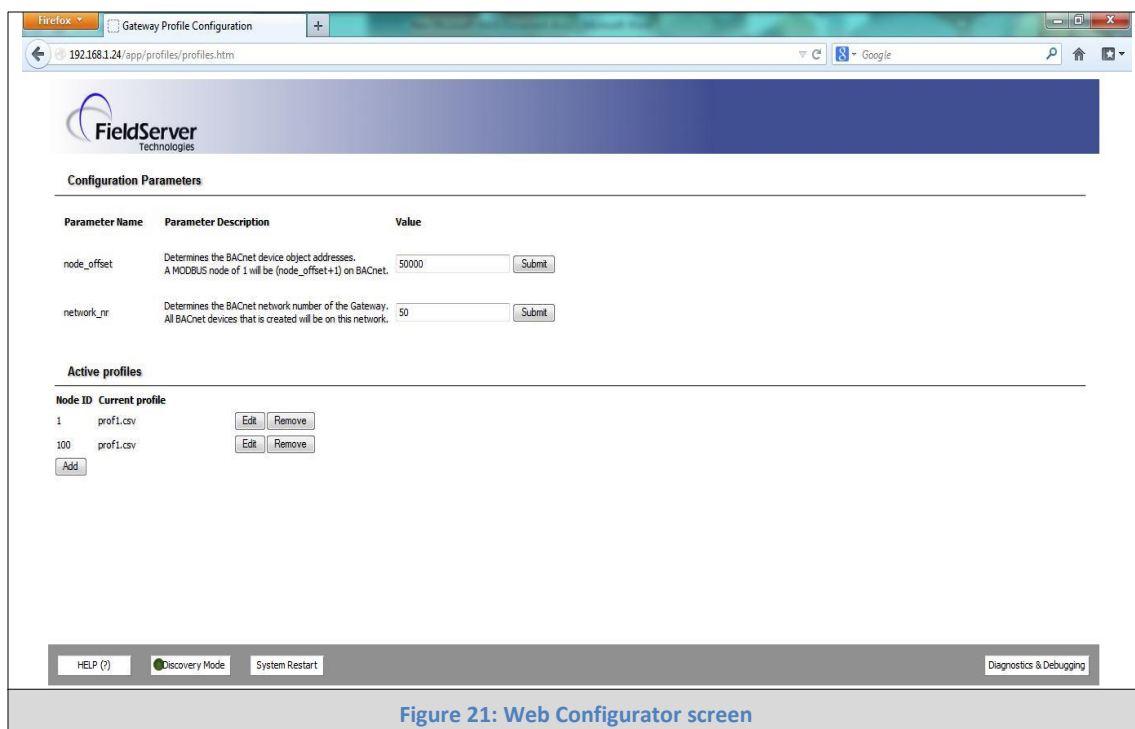 Firefox
Gateway Profile Configuration
+
192.168.1.24/app/profiles/profiles.htm
Google
FieldServer
Technologies
Configuration Parameters
Parameter Name Parameter Description Value
node_offset
Determines the BACnet device object addresses.
A MODBUS node of 1 will be (node_offset+1) on BACnet.
50000
Submit
network_nr
Determines the BACnet network number of the Gateway.
All BACnet devices that is created will be on this network.
50
Submit
Active profiles
Node ID Current profile
1 prof1.csv Edit Remove
100 prof1.csv Edit Remove
Add
HELP (?) Discovery Mode System Restart Diagnostics & Debugging
Figure 21: Web Configurator screen